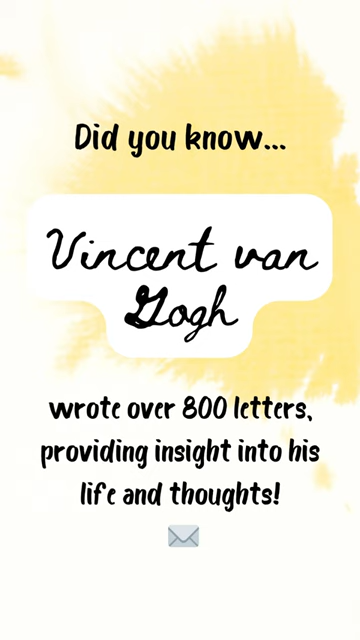 Did you know...
Vincent van
Gogh
wrote over 800 letters,
providing insight into his
life and thoughts!